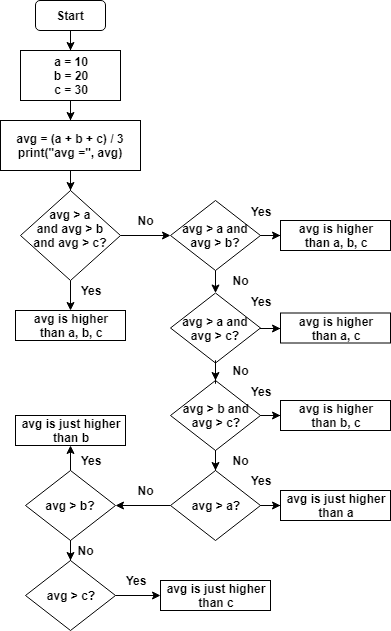 Start
a = 10
b = 20
c = 30
avg = (a + b + c) / 3
print("avg =", avg)
avg > a
and avg > b
and avg > c?
No
Yes
avg is higher
than a, b, c
avg > a and
avg > b?
Yes
avg is higher
than a, b, c
No
avg > a and
avg > c?
Yes
avg is higher
than a, c
No
avg > b and
avg > c?
Yes
avg is higher
than b, c
No
avg > a?
Yes
avg is just higher
than a
No
avg > b?
Yes
avg is just higher
than b
No
avg > c?
Yes
avg is just higher
than c